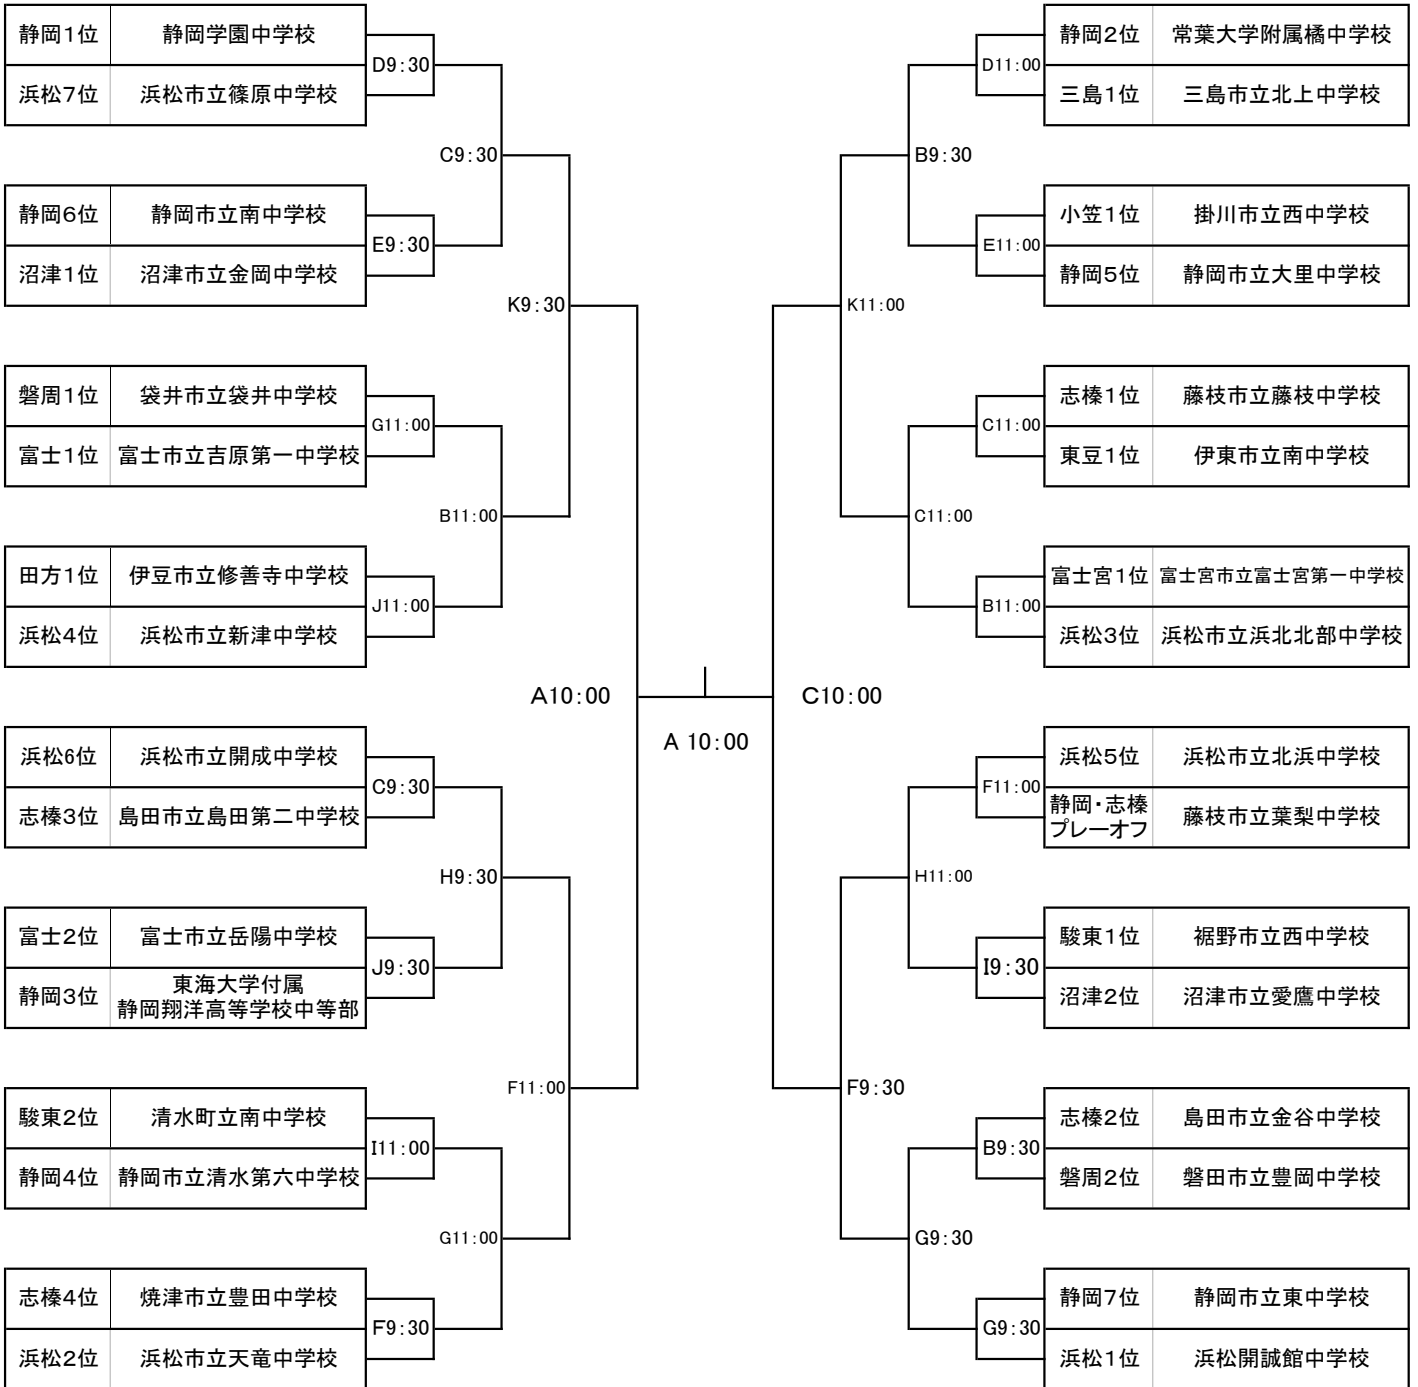 静岡1位 静岡学園中学校
D9:30
浜松7位 浜松市立篠原中学校
C9:30
静岡6位 静岡市立南中学校
E9:30
沼津1位 沼津市立金岡中学校
K9:30
磐周1位 袋井市立袋井中学校
G11:00
富士1位 富士市立吉原第一中学校
B11:00
田方1位 伊豆市立修善寺中学校
J11:00
浜松4位 浜松市立新津中学校
A10:00
浜松6位 浜松市立開成中学校
C9:30
志榛3位 島田市立島田第二中学校
H9:30
富士2位 富士市立岳陽中学校
J9:30
静岡3位 東海大学付属
静岡翔洋高等学校中等部
F11:00
駿東2位 清水町立南中学校
I11:00
静岡4位 静岡市立清水第六中学校
G11:00
志榛4位 焼津市立豊田中学校
F9:30
浜松2位 浜松市立天竜中学校
A 10:00
静岡2位 常葉大学附属橘中学校
D11:00
三島1位 三島市立北上中学校
B9:30
小笠1位 掛川市立西中学校
E11:00
静岡5位 静岡市立大里中学校
K11:00
志榛1位 藤枝市立藤枝中学校
C11:00
東豆1位 伊東市立南中学校
C11:00
富士宮1位 富士宮市立富士宮第一中学校
B11:00
浜松3位 浜松市立浜北北部中学校
C10:00
浜松5位 浜松市立北浜中学校
F11:00
静岡・志榛
プレーオフ 藤枝市立葉梨中学校
H11:00
駿東1位 裾野市立西中学校
I9:30
沼津2位 沼津市立愛鷹中学校
F9:30
志榛2位 島田市立金谷中学校
B9:30
磐周2位 磐田市立豊岡中学校
G9:30
静岡7位 静岡市立東中学校
G9:30
浜松1位 浜松開誠館中学校